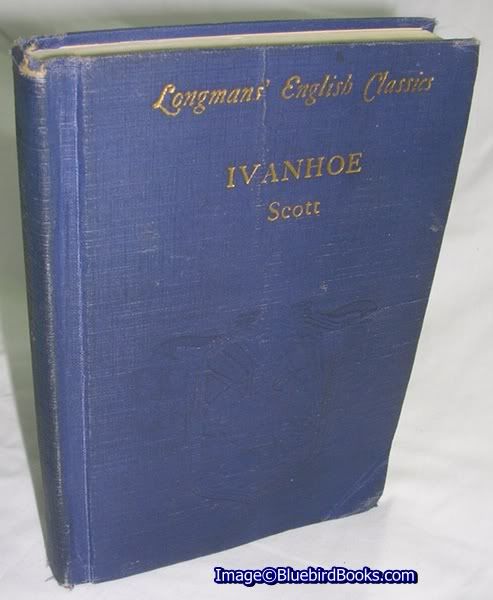 Longmans' English Classics
IVANHOE
Scott
Image©BluebirdBooks.com